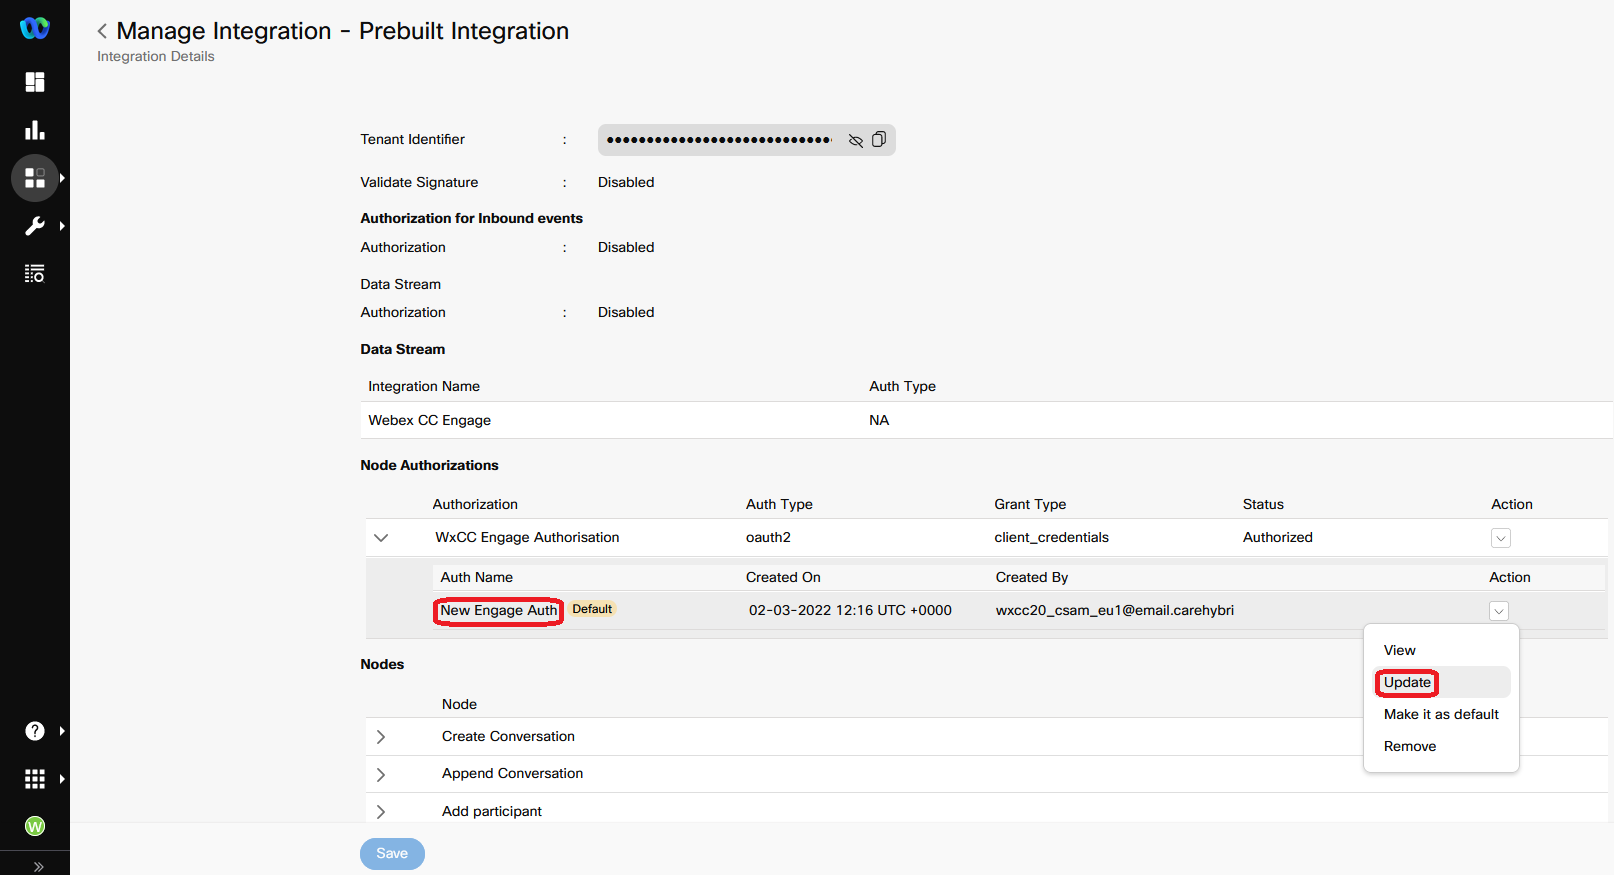 Manage Integration - Prebuilt Integration
Integration Details
Tenant Identifier : ••••••••••••••••••••••••••••
Validate Signature : Disabled
Authorization for Inbound events
Authorization : Disabled
Data Stream
Authorization : Disabled
Data Stream
Integration Name Auth Type
Webex CC Engage NA
Node Authorizations
Authorization Auth Type Grant Type Status Action
WxCC Engage Authorisation oauth2 client_credentials Authorized
Auth Name Created On Created By Action
New Engage Auth Default 02-03-2022 12:16 UTC +0000 wxcc20_csam_eu1@email.carehybri
View
Update
Make it as default
Remove
Nodes
Node
Create Conversation
Append Conversation
Add participant
Save
?
W